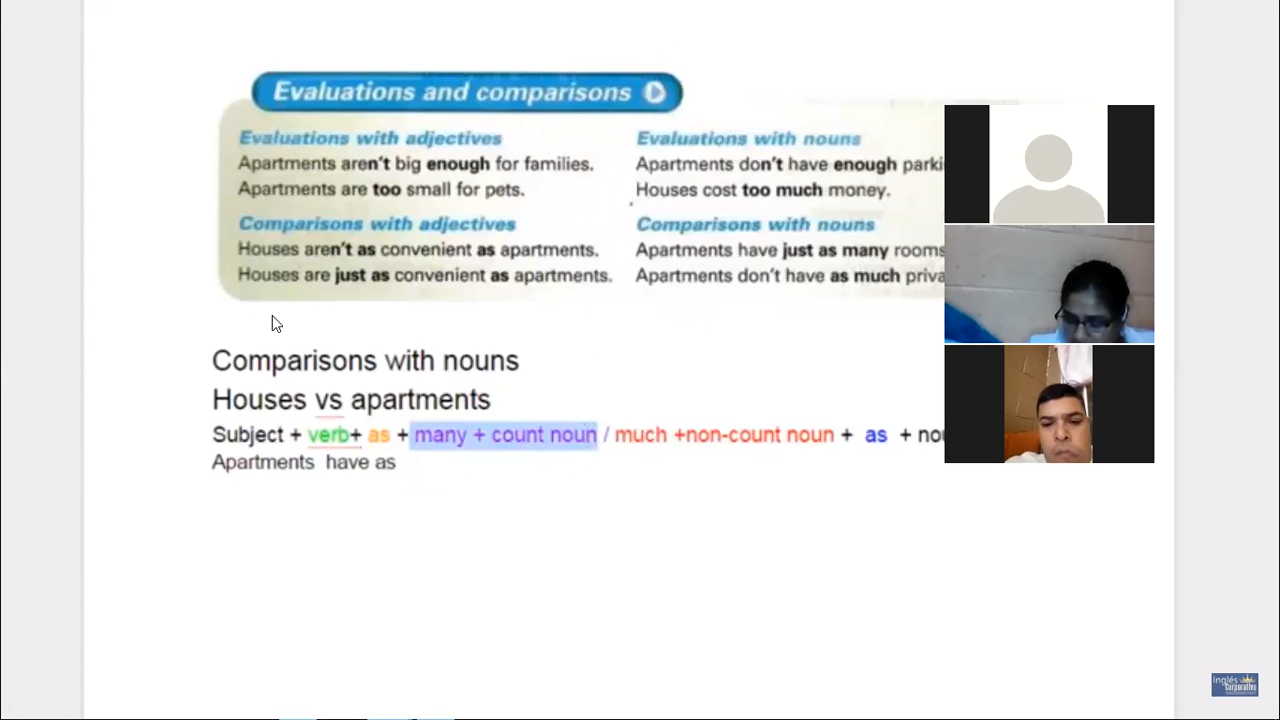 Evaluations and comparisons
Evaluations with adjectives
Apartments aren't big enough for families.
Apartments are too small for pets.
Comparisons with adjectives
Houses aren't as convenient as apartments.
Houses are just as convenient as apartments.
Evaluations with nouns
Apartments don't have enough
Houses cost too much money.
Comparisons with nouns
Apartments have just as many rooms
Apartments don't have as much
Comparisons with nouns
Houses vs apartments
Subject + verb+ as + many + count noun / much +non-count noun + as +
Apartments have as
Inglés
Corporativo